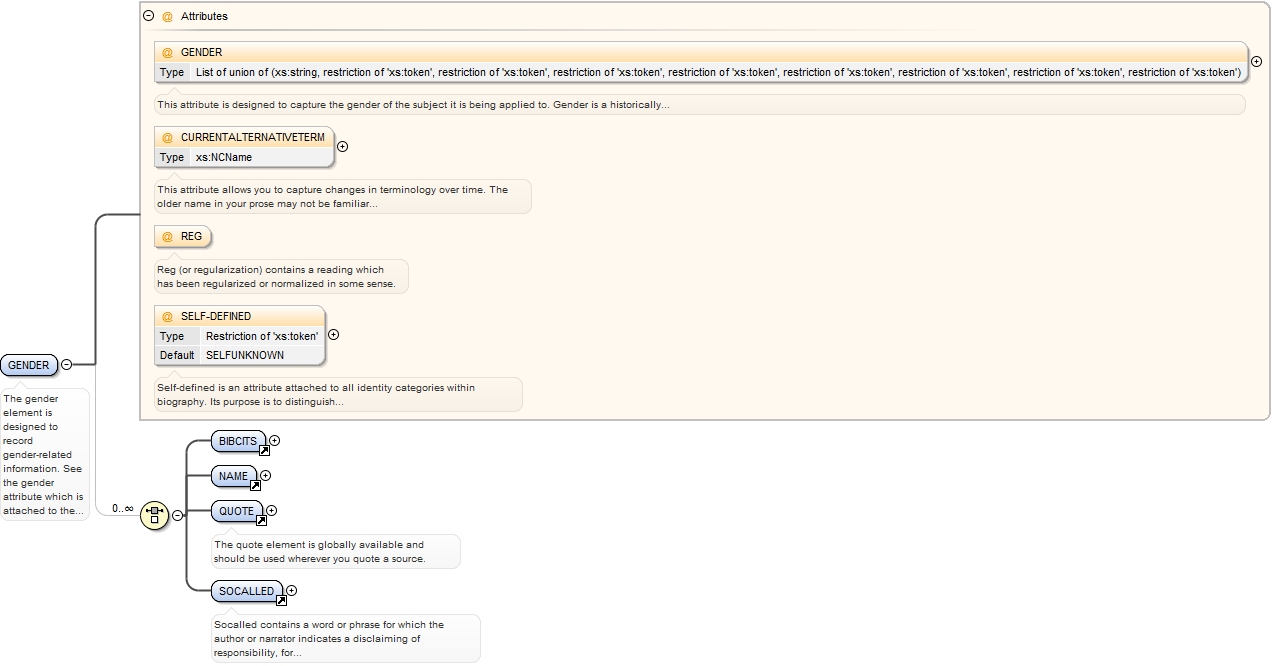 @ Attributes
@ GENDER
Type List of union of (xs:string, restriction of 'xs:token', restriction of 'xs:token', restriction of 'xs:token', restriction of 'xs:token', restriction of 'xs:token', restriction of 'xs:token', restriction of 'xs:token', restriction of 'xs:token')
This attribute is designed to capture the gender of the subject it is being applied to. Gender is a historically...
@ CURRENTALTERNATIVETERM
Type xs:NCName
This attribute allows you to capture changes in terminology over time. The
older name in your prose may not be familiar...
@ REG
Reg (or regularization) contains a reading which
has been regularized or normalized in some sense.
@ SELF-DEFINED
Type Restriction of 'xs:token'
Default SELFUNKNOWN
Self-defined is an attribute attached to all identity categories within
biography. Its purpose is to distinguish...
GENDER
The gender
element is
designed to
record
gender-related
information. See
the gender
attribute which is
attached to the...
0..∞
BIBCITS
NAME
QUOTE
The quote element is globally available and
should be used wherever you quote a source.
SOCALLED
Socalled contains a word or phrase for which the
author or narrator indicates a disclaiming of
responsibility, for...